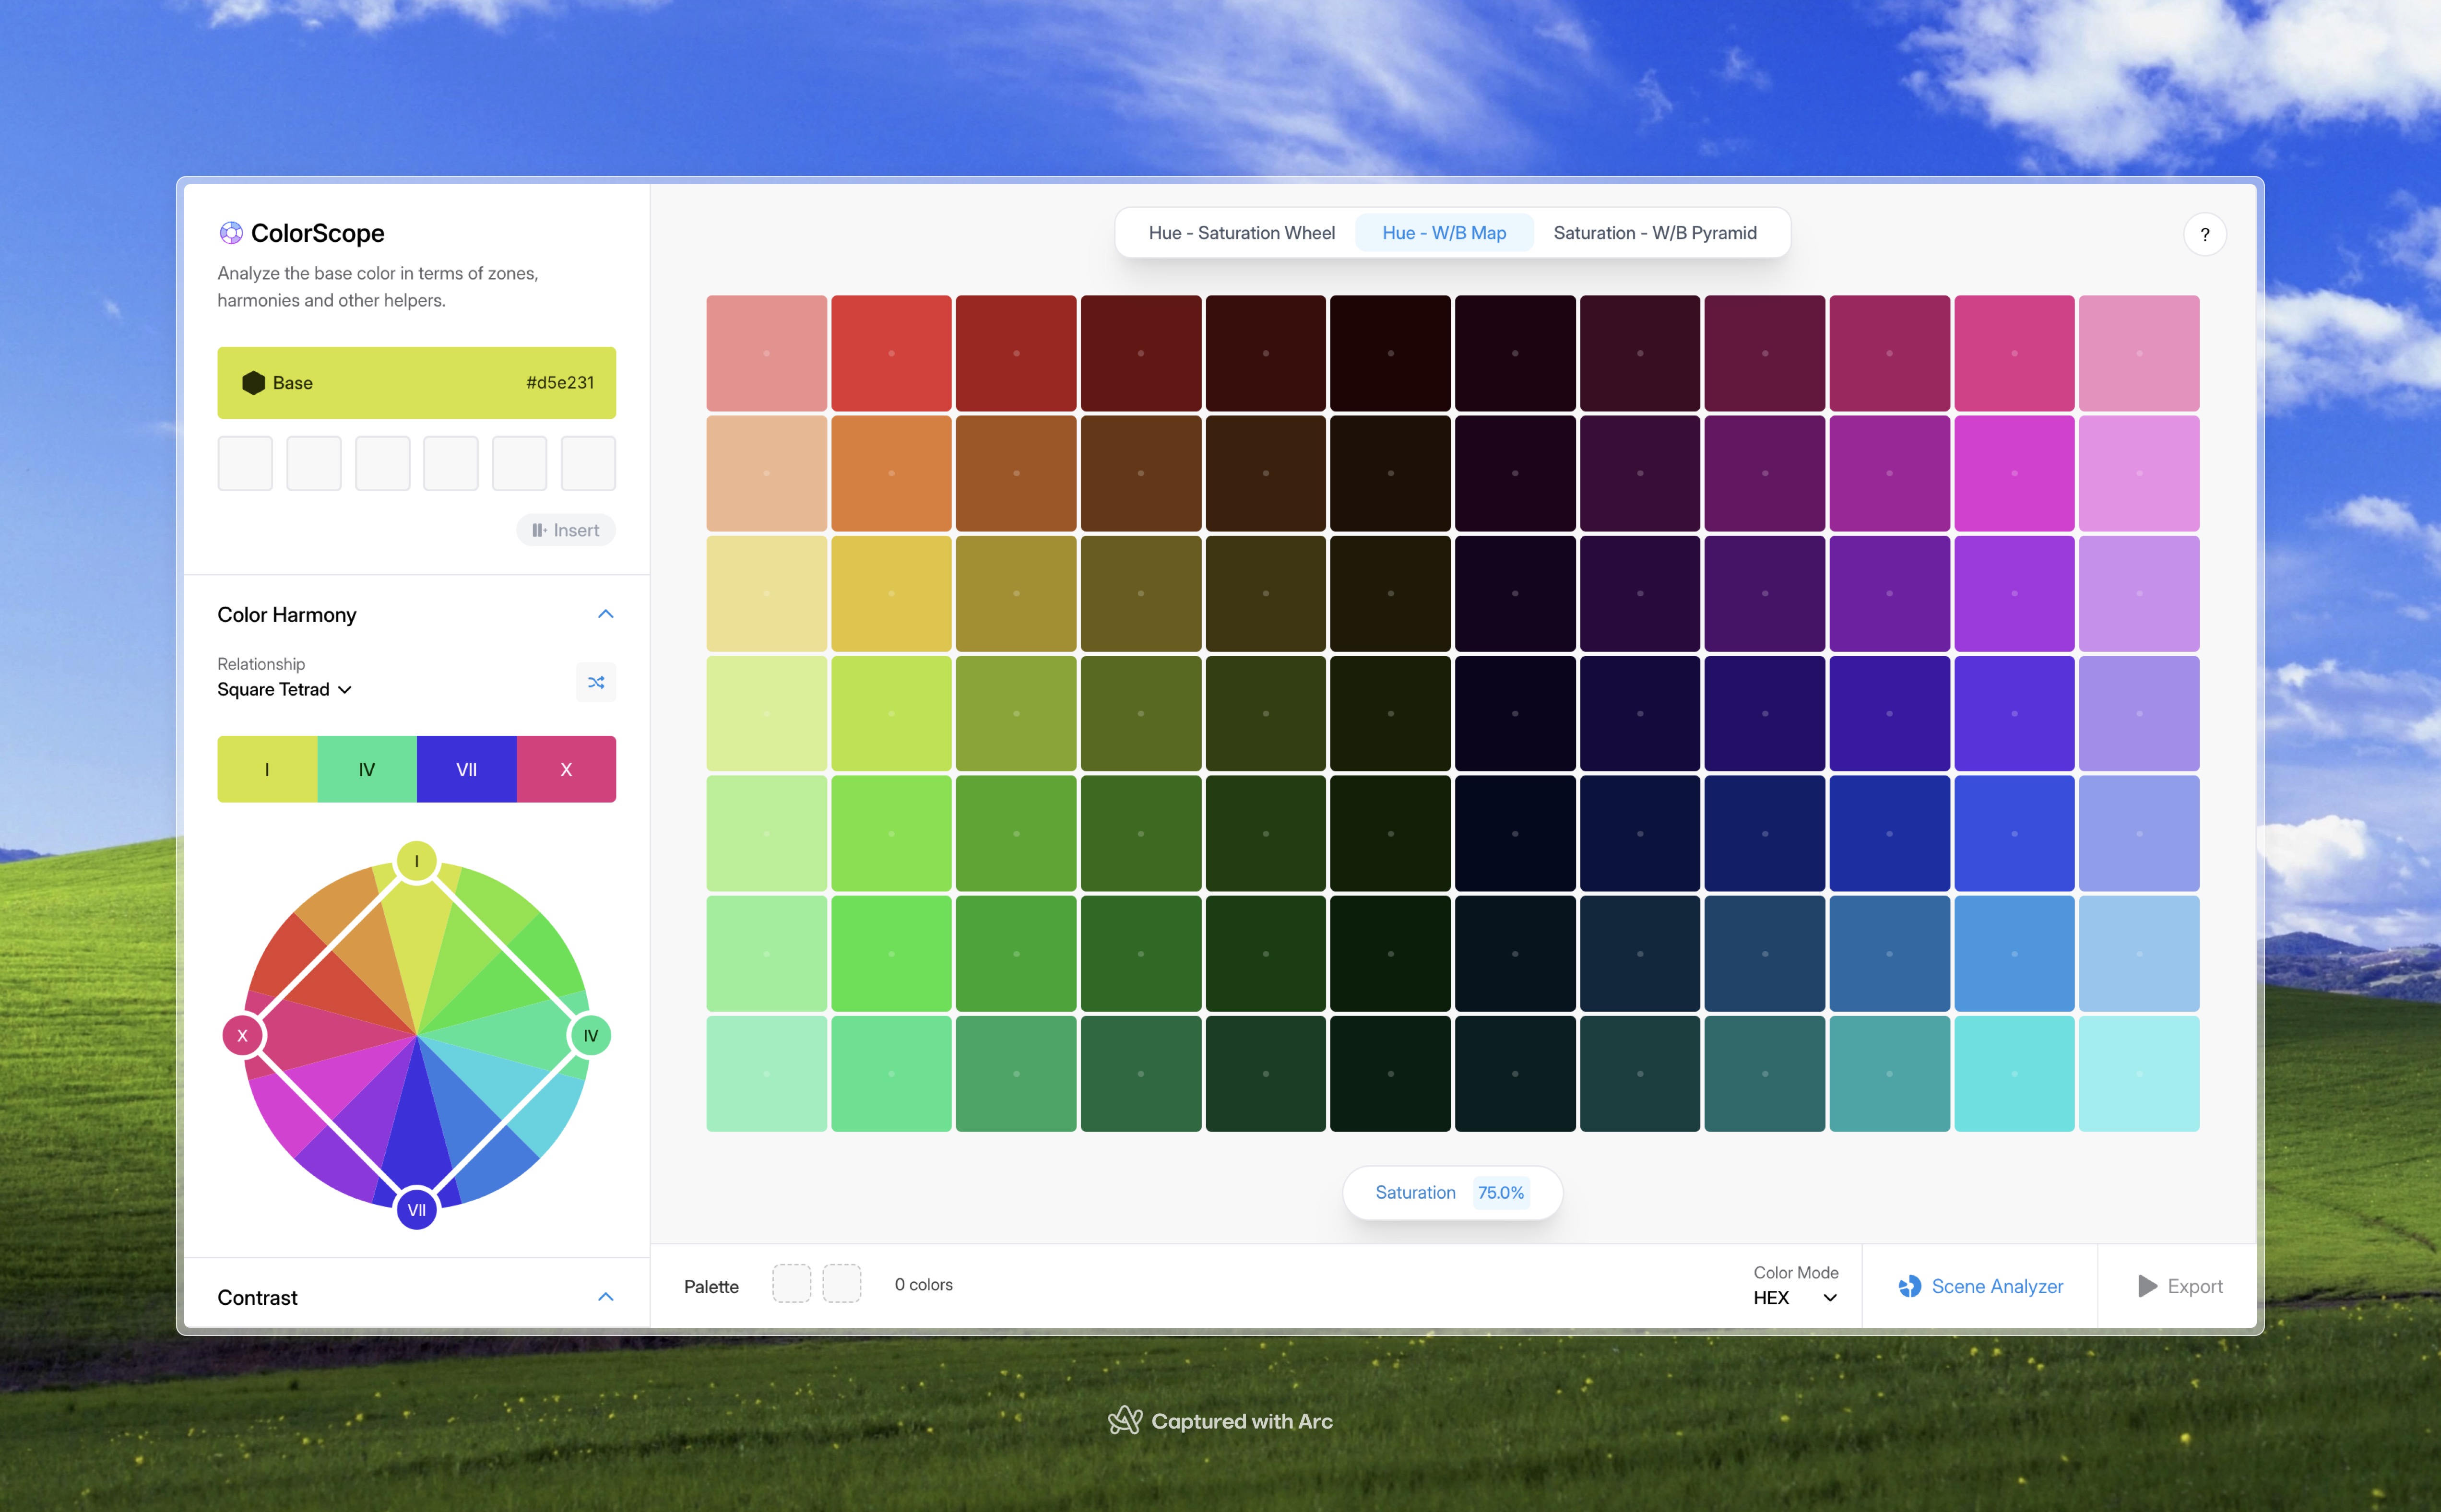 ColorScope
Analyze the base color in terms of zones,
harmonies and other helpers.
Base
#d5e231
Insert
Color Harmony
Relationship
Square Tetrad
I
IV
VII
X
I
X
IV
VII
Contrast
Hue - Saturation Wheel
Hue - W/B Map
Saturation - W/B Pyramid
?
Saturation 75.0%
Palette
0 colors
Color Mode
HEX
Scene Analyzer
Export
Captured with Arc